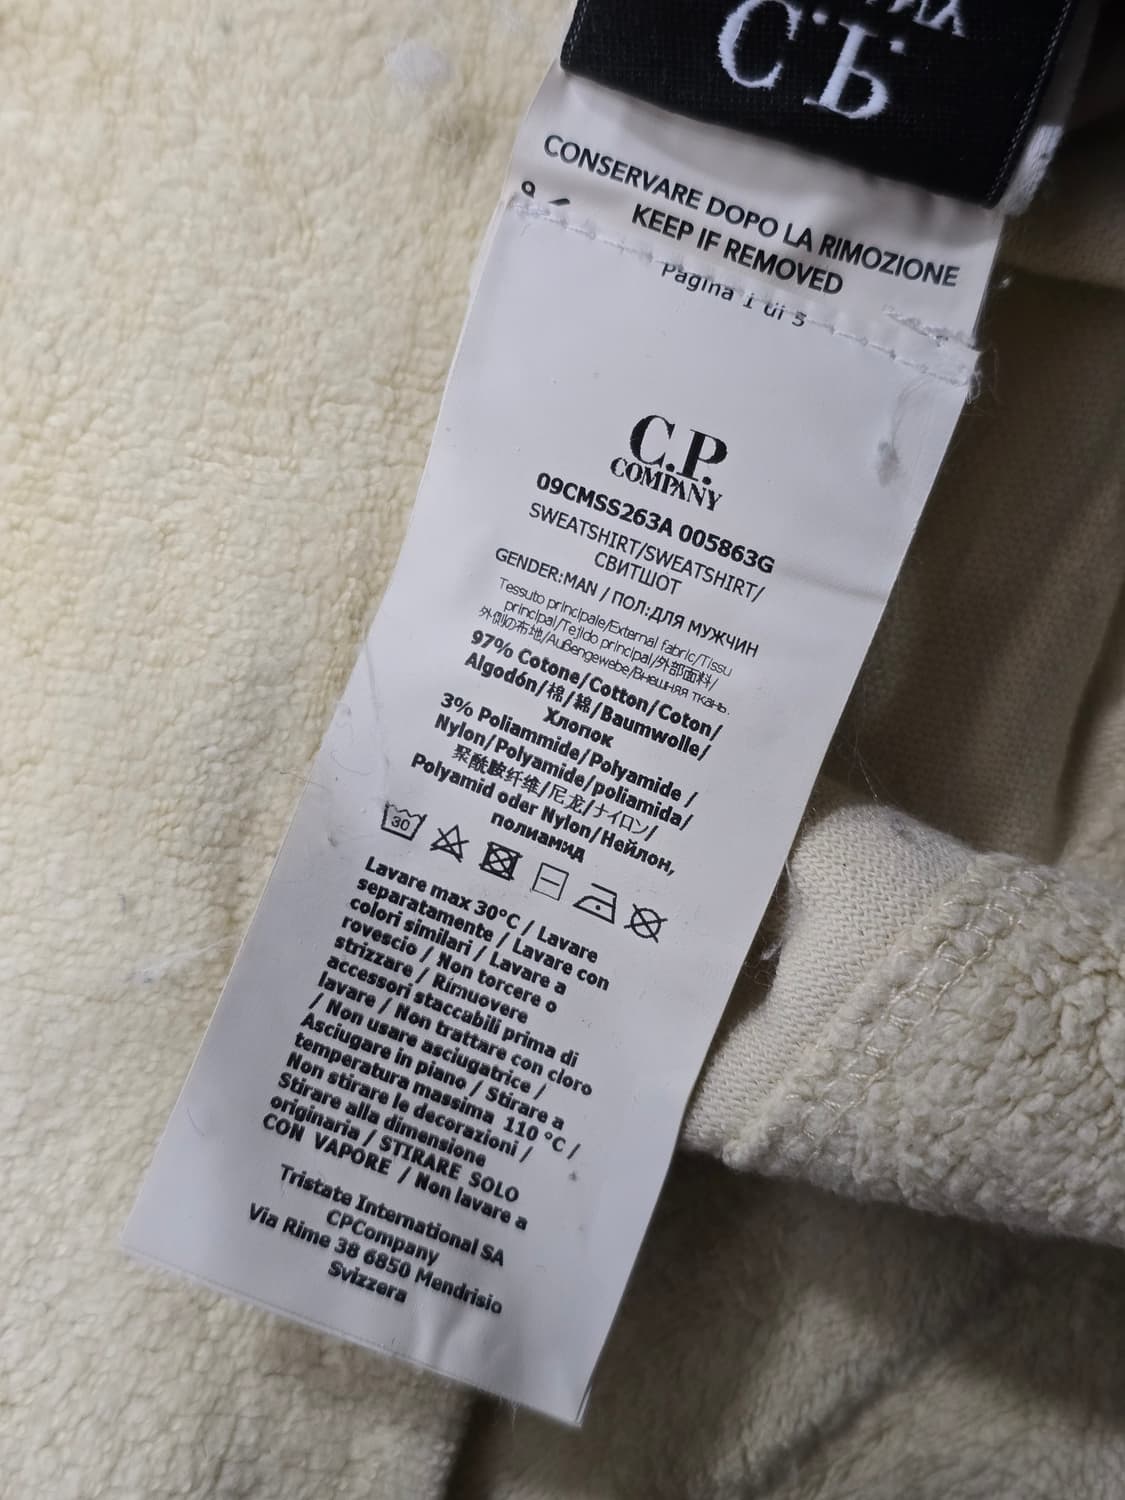 C.P.
CONSERVARE DOPO LA RIMOZIONE
KEEP IF REMOVED
Pagina 1 di 5
C.P.
COMPANY
09CMSS263A 005863G
SWEATSHIRT/SWEATSHIRT/
СВИТШОТ
GENDER:MAN / ПОЛ:ДЛЯ МУЖЧИН
Tessuto principale/External fabric/Tissu
principal/Tejido principal/外部面料/
外側の布地/Außengewebe/Внешняя ткань.
97% Cotone/Cotton/Coton/
Algodón/棉/綿/Baumwolle/
Хлопок
3% Poliammide/Polyamide /
Nylon/Polyamide/poliamida/
聚酰胺纤维/尼龙/ナイロン/
Polyamid oder Nylon/Нейлон,
полиамид
30
Lavare max 30°C / Lavare
separatamente / Lavare con
colori similari / Lavare a
rovescio / Non torcere o
strizzare / Rimuovere
accessori staccabili prima di
lavare / Non trattare con cloro
/ Non usare asciugatrice /
Asciugare in piano / Stirare a
temperatura massima 110 °C /
Non stirare le decorazioni /
Stirare alla dimensione
originaria / STIRARE SOLO
CON VAPORE / Non lavare a
Tristate International SA
CPCompany
Via Rime 38 6850 Mendrisio
Svizzera